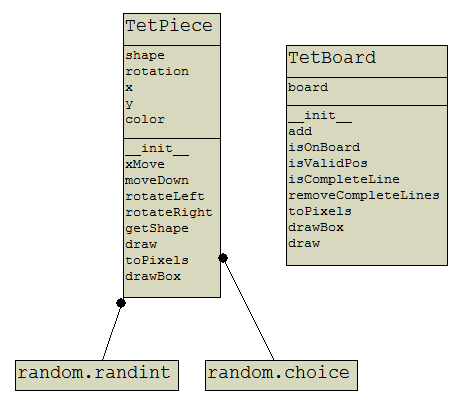 TetPiece
shape
rotation
x
y
color
__init__
xMove
moveDown
rotateLeft
rotateRight
getShape
draw
toPixels
drawBox
TetBoard
board
__init__
add
isOnBoard
isValidPos
isCompleteLine
removeCompleteLines
toPixels
drawBox
draw
random.randint
random.choice